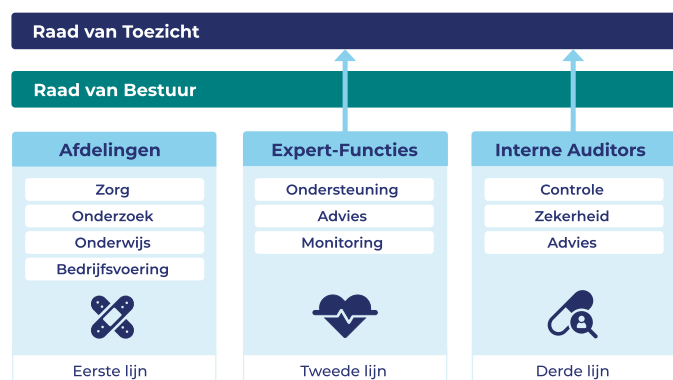 Raad van Toezicht
Raad van Bestuur
Afdelingen
Zorg
Onderzoek
Onderwijs
Bedrijfsvoering
Eerste lijn
Expert-Functies
Ondersteuning
Advies
Monitoring
Tweede lijn
Interne Auditors
Controle
Zekerheid
Advies
Derde lijn